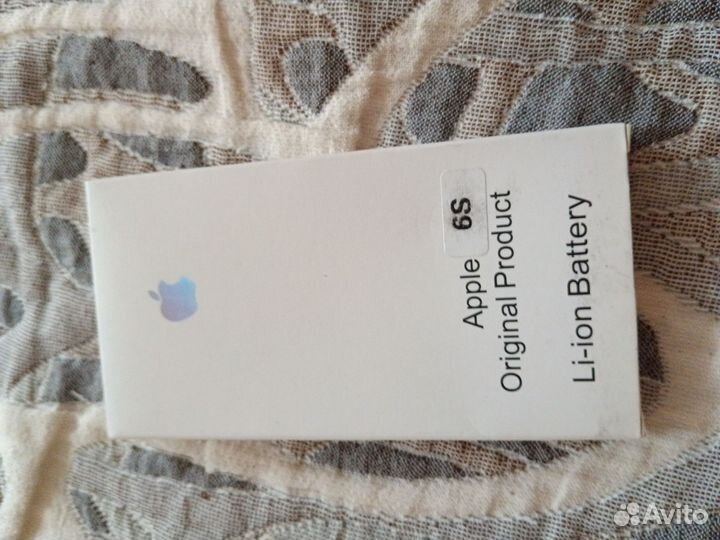 Apple 6S
Original Product
Li-ion Battery
Avito